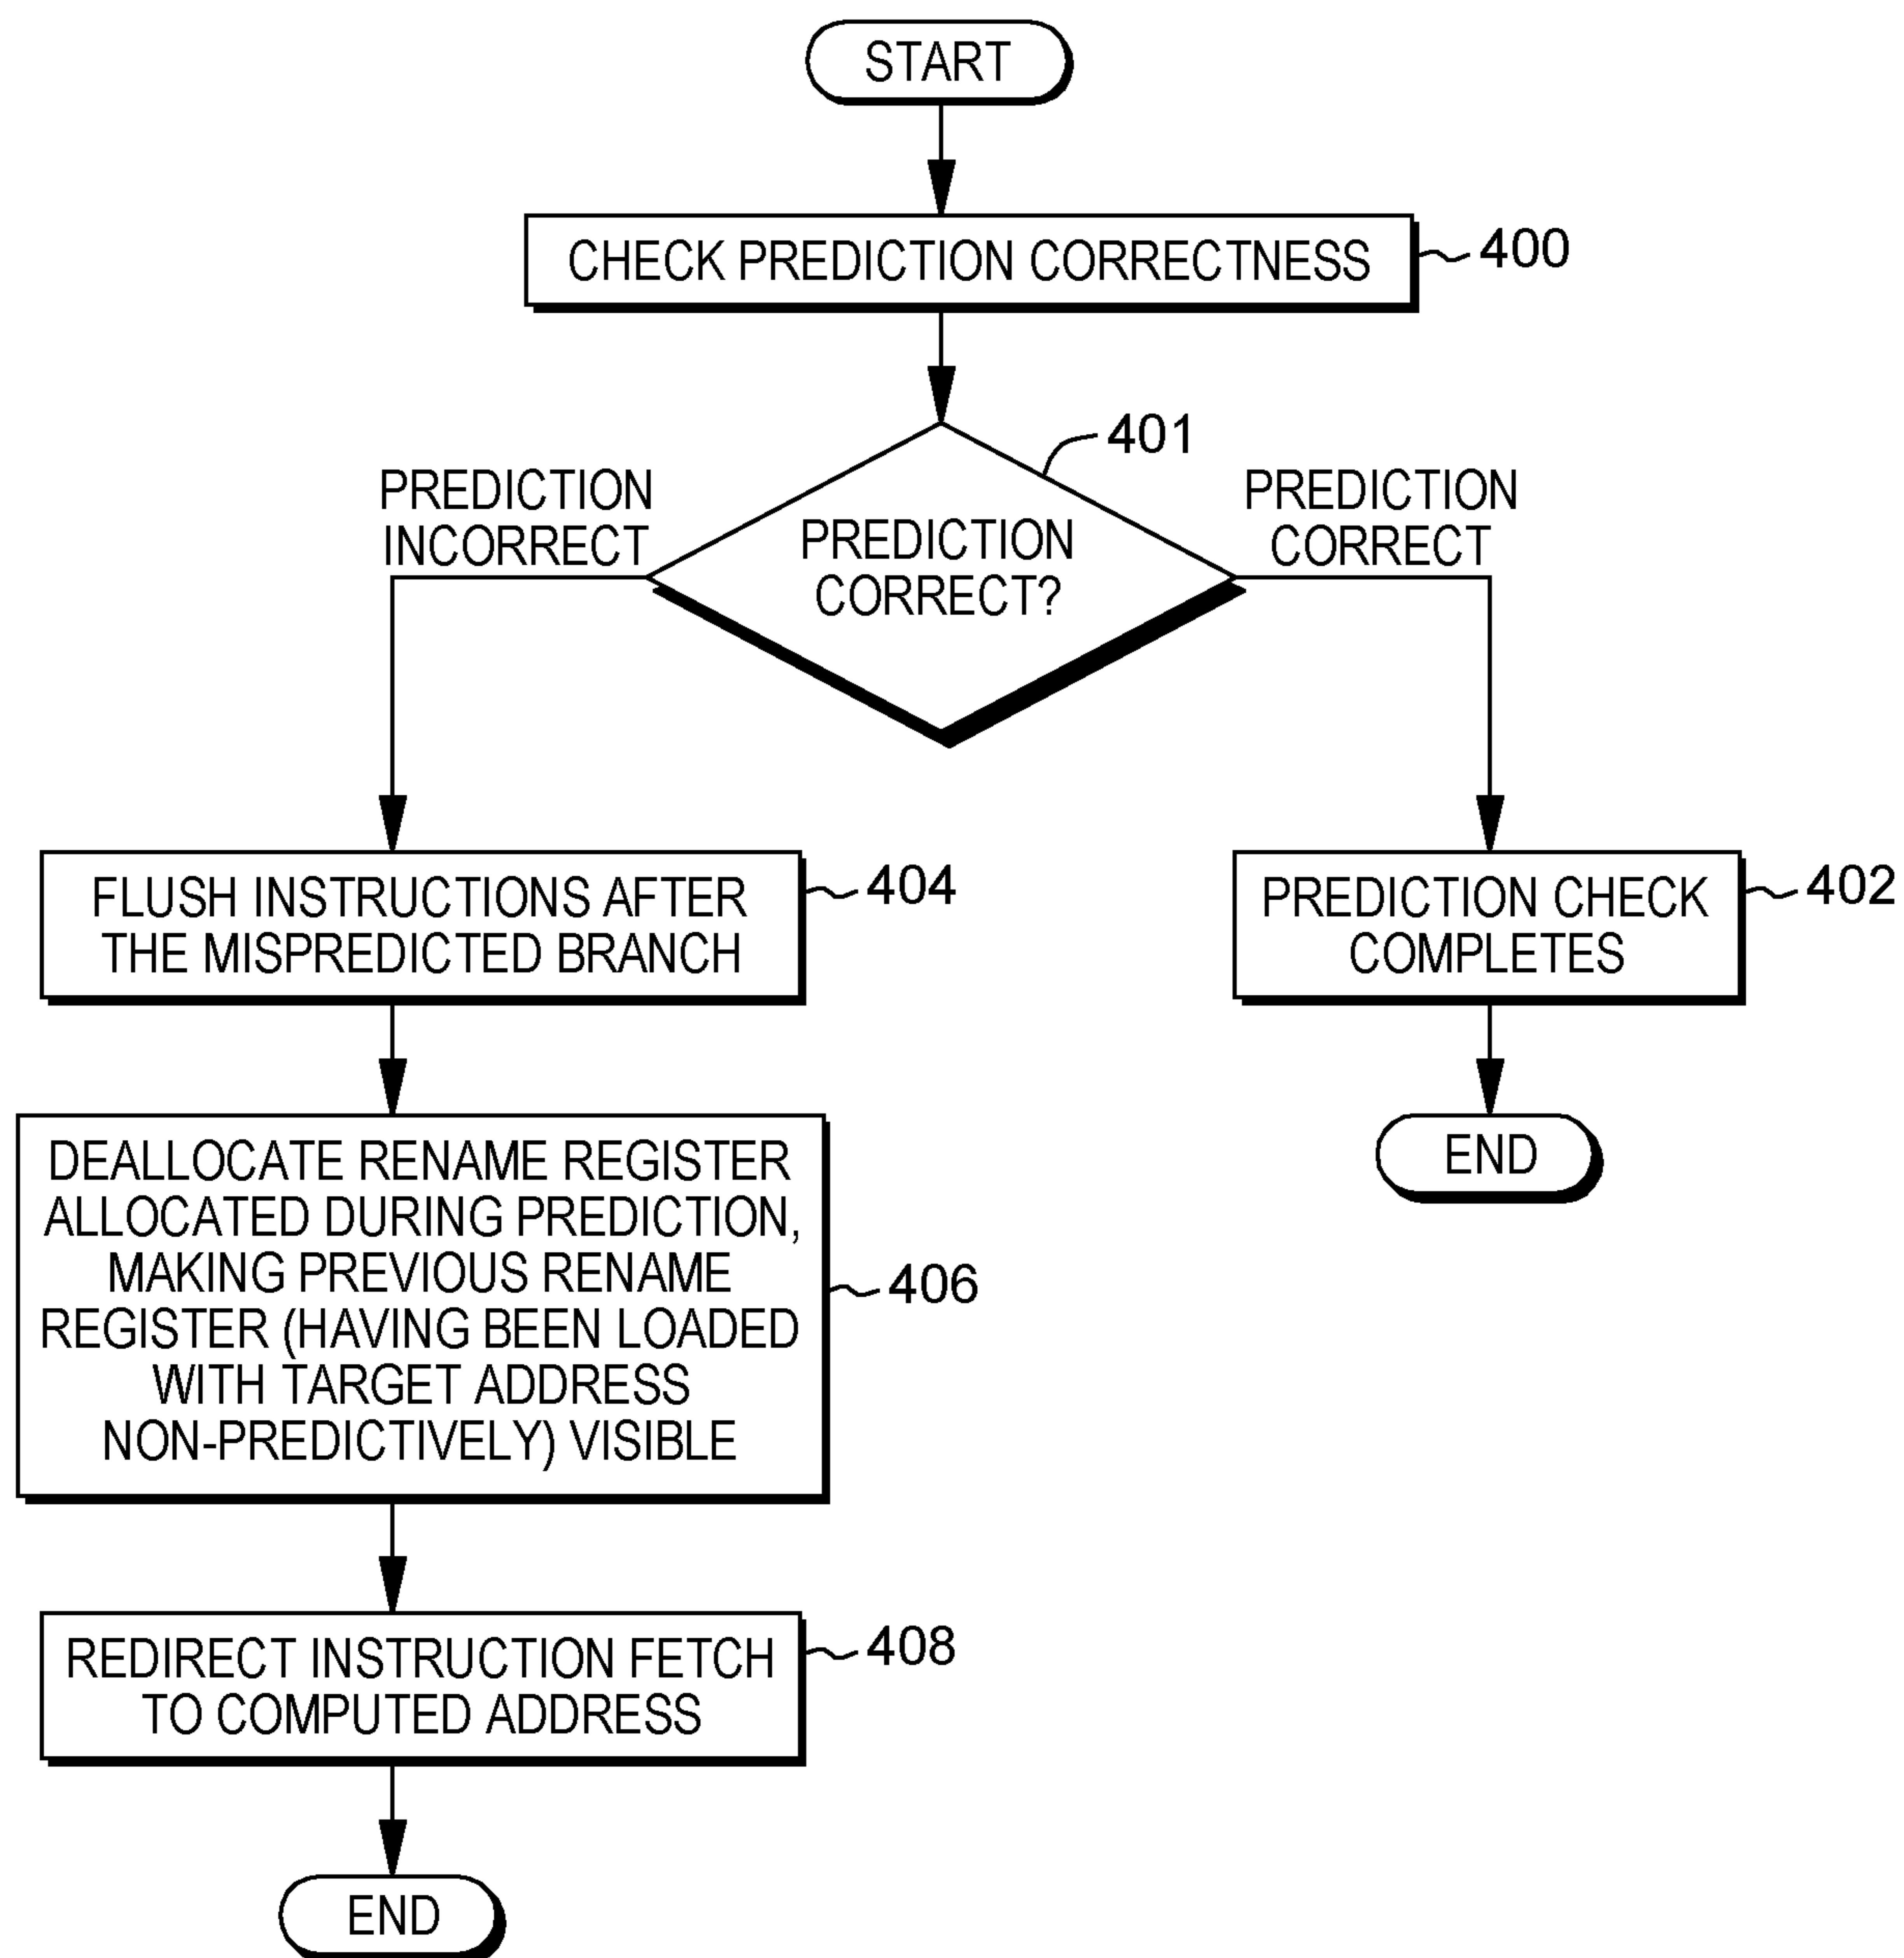 START
CHECK PREDICTION CORRECTNESS
400
401
PREDICTION
INCORRECT
PREDICTION
CORRECT?
PREDICTION
CORRECT
FLUSH INSTRUCTIONS AFTER
THE MISPREDICTED BRANCH
404
PREDICTION CHECK
COMPLETES
402
DEALLOCATE RENAME REGISTER
ALLOCATED DURING PREDICTION,
MAKING PREVIOUS RENAME
REGISTER (HAVING BEEN LOADED
WITH TARGET ADDRESS
NON-PREDICTIVELY) VISIBLE
406
END
REDIRECT INSTRUCTION FETCH
TO COMPUTED ADDRESS
408
END